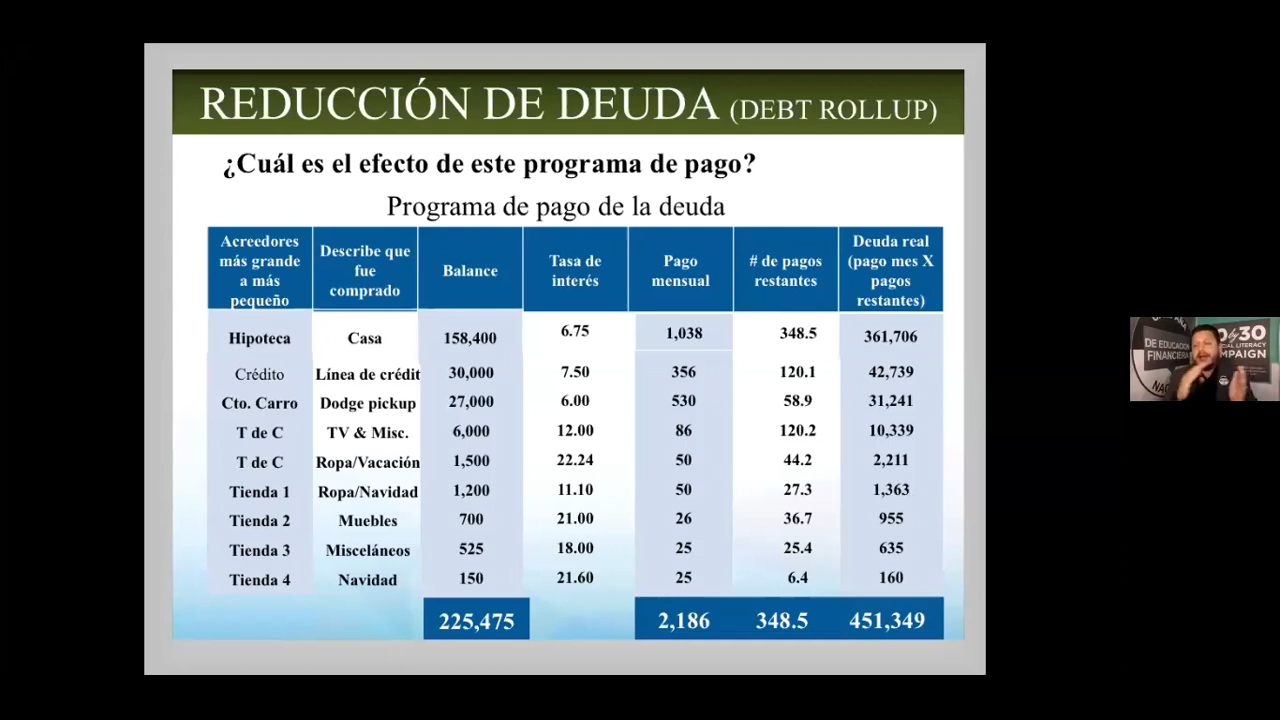 REDUCCIÓN DE DEUDA (DEBT ROLLUP)
¿Cuál es el efecto de este programa de pago?
Programa de pago de la deuda
Acreedores más grande a más pequeño | Describe que fue comprado | Balance | Tasa de interés | Pago mensual | # de pagos restantes | Deuda real (pago mes X pagos restantes)
Hipoteca | Casa | 158,400 | 6.75 | 1,038 | 348.5 | 361,706
Crédito | Línea de crédit | 30,000 | 7.50 | 356 | 120.1 | 42,739
Cto. Carro | Dodge pickup | 27,000 | 6.00 | 530 | 58.9 | 31,241
T de C | TV & Misc. | 6,000 | 12.00 | 86 | 120.2 | 10,339
T de C | Ropa/Vacación | 1,500 | 22.24 | 50 | 44.2 | 2,211
Tienda 1 | Ropa/Navidad | 1,200 | 11.10 | 50 | 27.3 | 1,363
Tienda 2 | Muebles | 700 | 21.00 | 26 | 36.7 | 955
Tienda 3 | Misceláneos | 525 | 18.00 | 25 | 25.4 | 635
Tienda 4 | Navidad | 150 | 21.60 | 25 | 6.4 | 160
225,475 | 2,186 | 348.5 | 451,349
DE EDUCACION
FINANCIERA
by 30